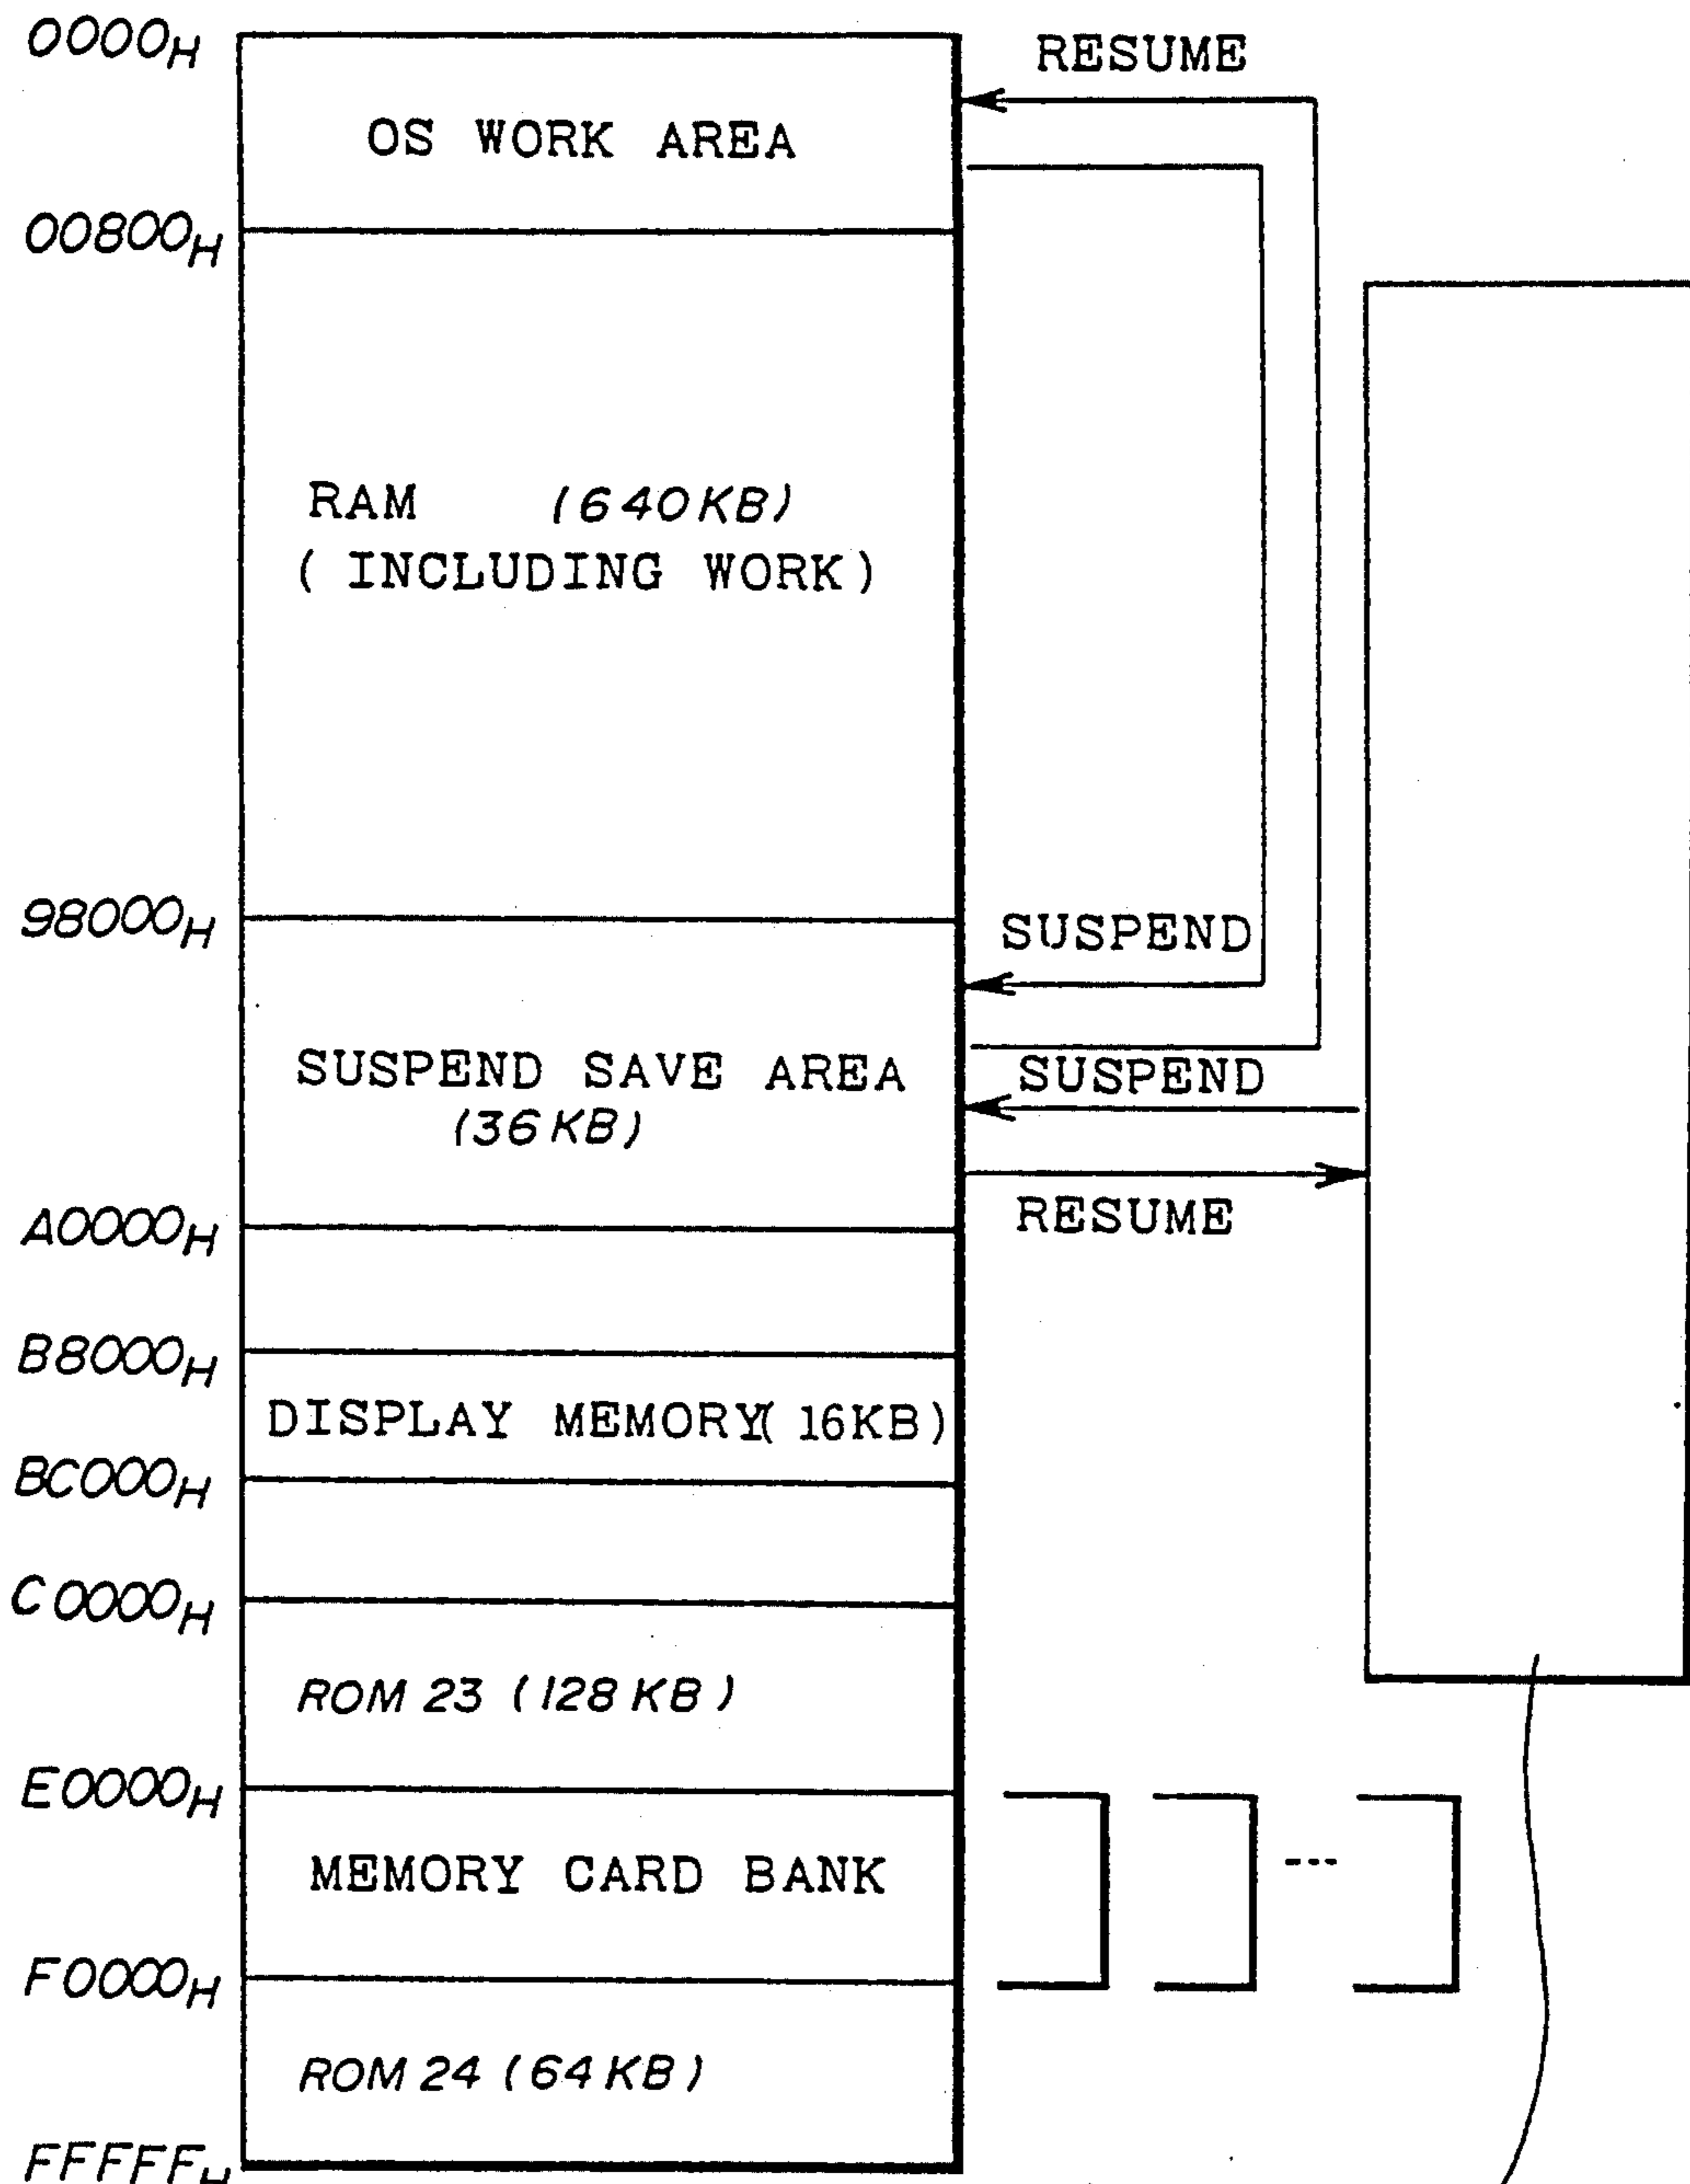 0000H
RESUME
OS WORK AREA
00800H
RAM (640KB)
( INCLUDING WORK)
98000H
SUSPEND
SUSPEND SAVE AREA
(36KB)
SUSPEND
RESUME
A0000H
B8000H
DISPLAY MEMORY( 16KB)
BC000H
C0000H
ROM 23 (128 KB)
E0000H
MEMORY CARD BANK
---
F0000H
ROM 24 (64 KB)
FFFFFH